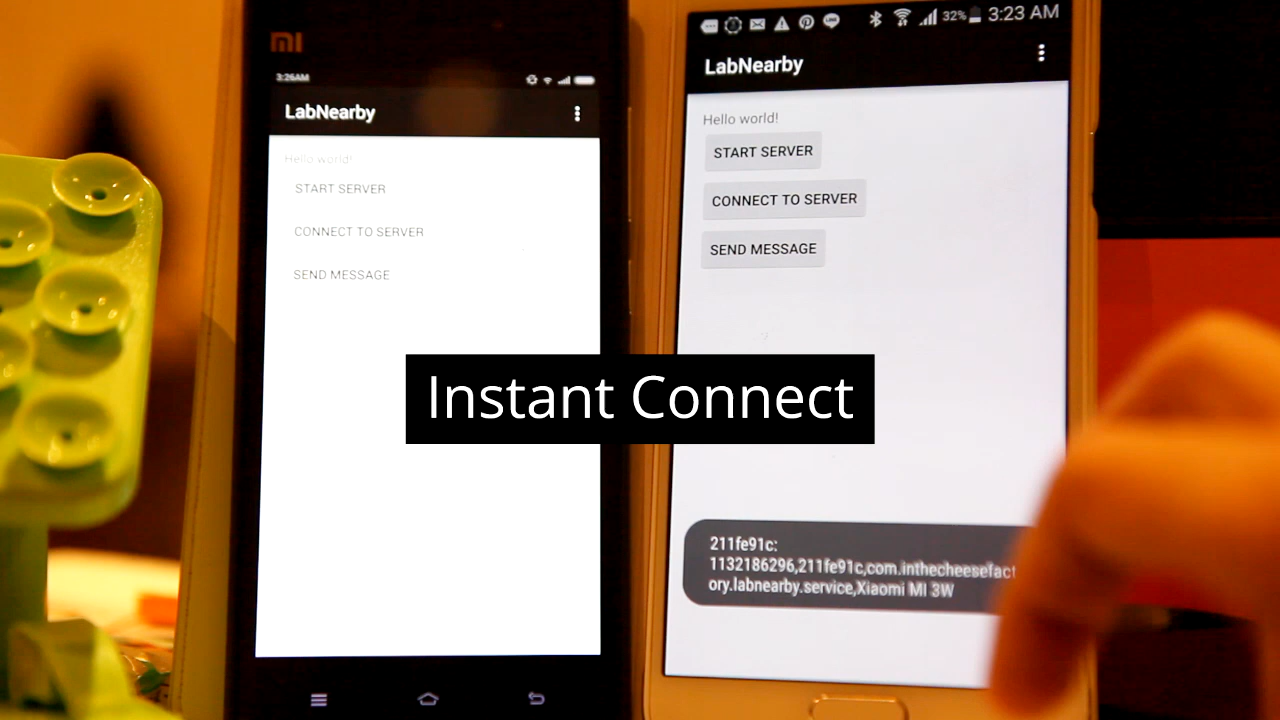 mi
3:26AM
LabNearby
Hello world!
START SERVER
CONNECT TO SERVER
SEND MESSAGE
32% 3:23 AM
LabNearby
Hello world!
START SERVER
CONNECT TO SERVER
SEND MESSAGE
Instant Connect
211fe91c:
1132186296,211fe91c,com.inthecheesefact
ory.labnearby.service,Xiaomi MI 3W